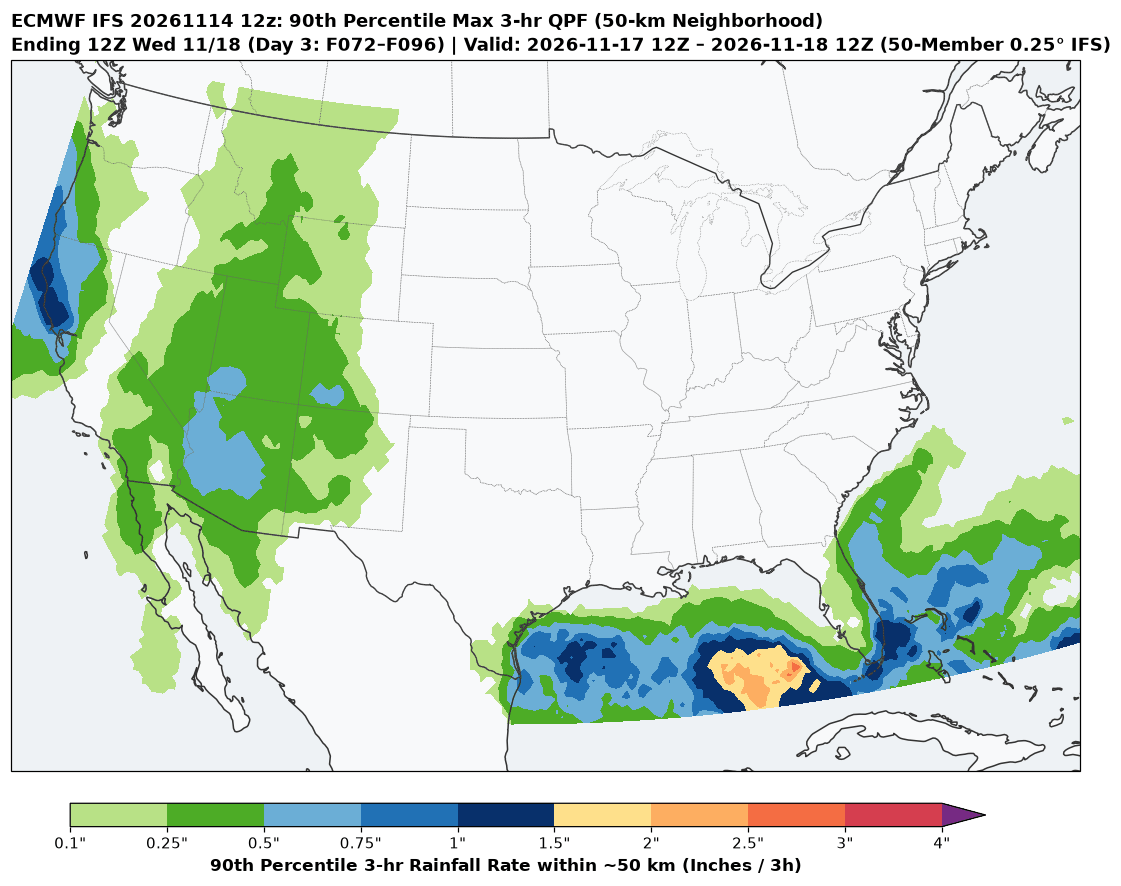 ECMWF IFS 20261114 12z: 90th Percentile Max 3-hr QPF (50-km Neighborhood)
Ending 12Z Wed 11/18 (Day 3: F072–F096) | Valid: 2026-11-17 12Z – 2026-11-18 12Z (50-Member 0.25° IFS)
0.1" 0.25" 0.5" 0.75" 1" 1.5" 2" 2.5" 3" 4"
90th Percentile 3-hr Rainfall Rate within ~50 km (Inches / 3h)